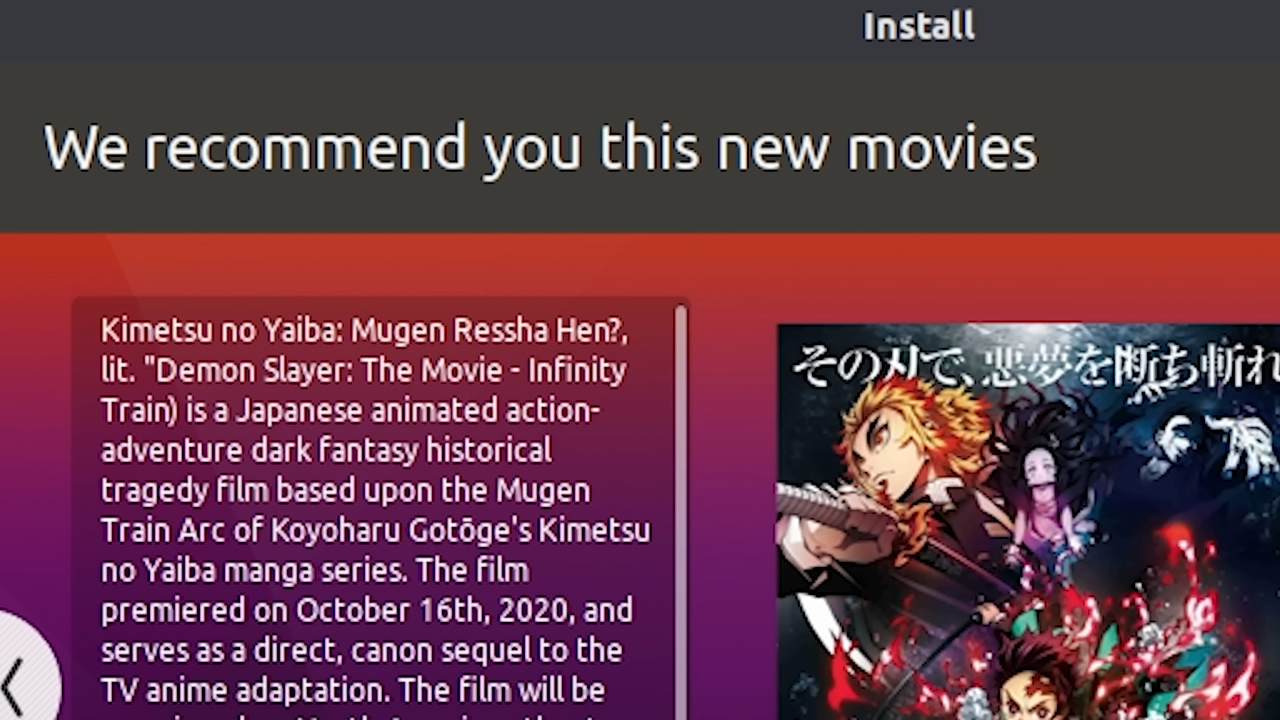 Install
We recommend you this new movies
Kimetsu no Yaiba: Mugen Ressha Hen?,
lit. "Demon Slayer: The Movie - Infinity
Train) is a Japanese animated action-
adventure dark fantasy historical
tragedy film based upon the Mugen
Train Arc of Koyoharu Gotōge's Kimetsu
no Yaiba manga series. The film
premiered on October 16th, 2020, and
serves as a direct, canon sequel to the
TV anime adaptation. The film will be
その刃で、悪夢を断ち斬れ